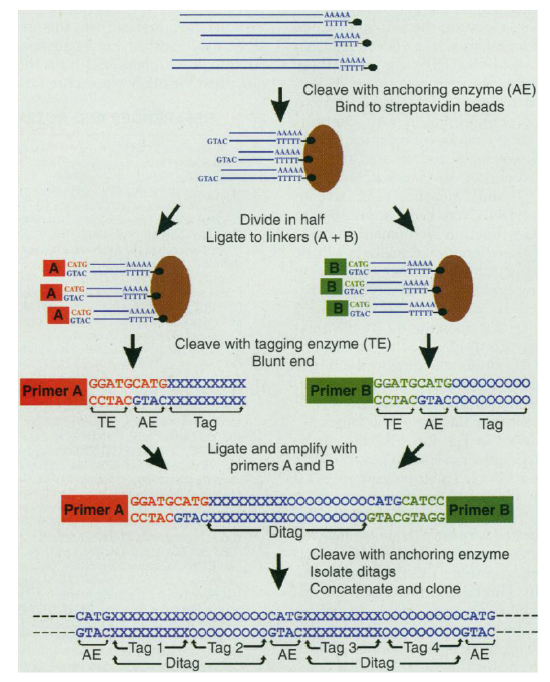 AAAAA
TTTTT
AAAAA
TTTTT
AAAAA
TTTTT
Cleave with anchoring enzyme (AE)
Bind to streptavidin beads
AAAAA
GTAC TTTTT
AAAAA
GTAC TTTTT
AAAAA
GTAC TTTTT
Divide in half
Ligate to linkers (A + B)
A CATG AAAAA
GTAC TTTTT
A CATG AAAAA
GTAC TTTTT
A CATG AAAAA
GTAC TTTTT
B CATG AAAAA
GTAC TTTTT
B CATG AAAAA
GTAC TTTTT
B CATG AAAAA
GTAC TTTTT
Cleave with tagging enzyme (TE)
Blunt end
Primer A GGATGCATGXXXXXXXXX
CCTACGTACXXXXXXXXX
TE AE Tag
Primer B GGATGCATGOOOOOOOOO
CCTACGTACOOOOOOOOO
TE AE Tag
Ligate and amplify with
primers A and B
Primer A GGATGCATGXXXXXXXXXOOOOOOOOOCATGCATCC Primer B
CCTACGTACXXXXXXXXXOOOOOOOOOGTACGTAGG
Ditag
Cleave with anchoring enzyme
Isolate ditags
Concatenate and clone
CATGXXXXXXXXXOOOOOOOOOCATGXXXXXXXXXOOOOOOOOOCATG
GTACXXXXXXXXXOOOOOOOOOGTACXXXXXXXXXOOOOOOOOOGTAC
AE Tag 1 Tag 2 AE Tag 3 Tag 4 AE
Ditag Ditag